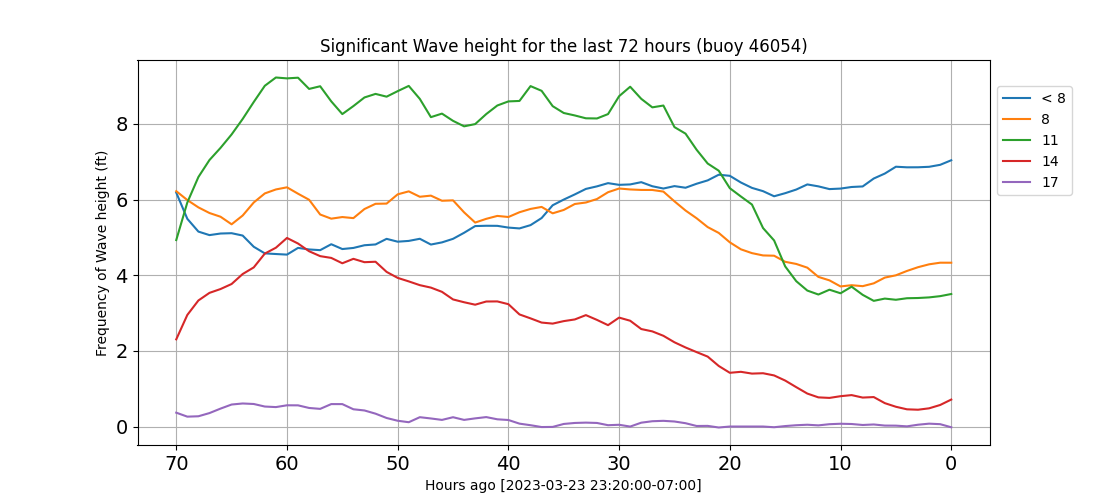 Significant Wave height for the last 72 hours (buoy 46054)
Frequency of Wave height (ft)
8
6
4
2
0
70 60 50 40 30 20 10 0
Hours ago [2023-03-23 23:20:00-07:00]
< 8
8
11
14
17